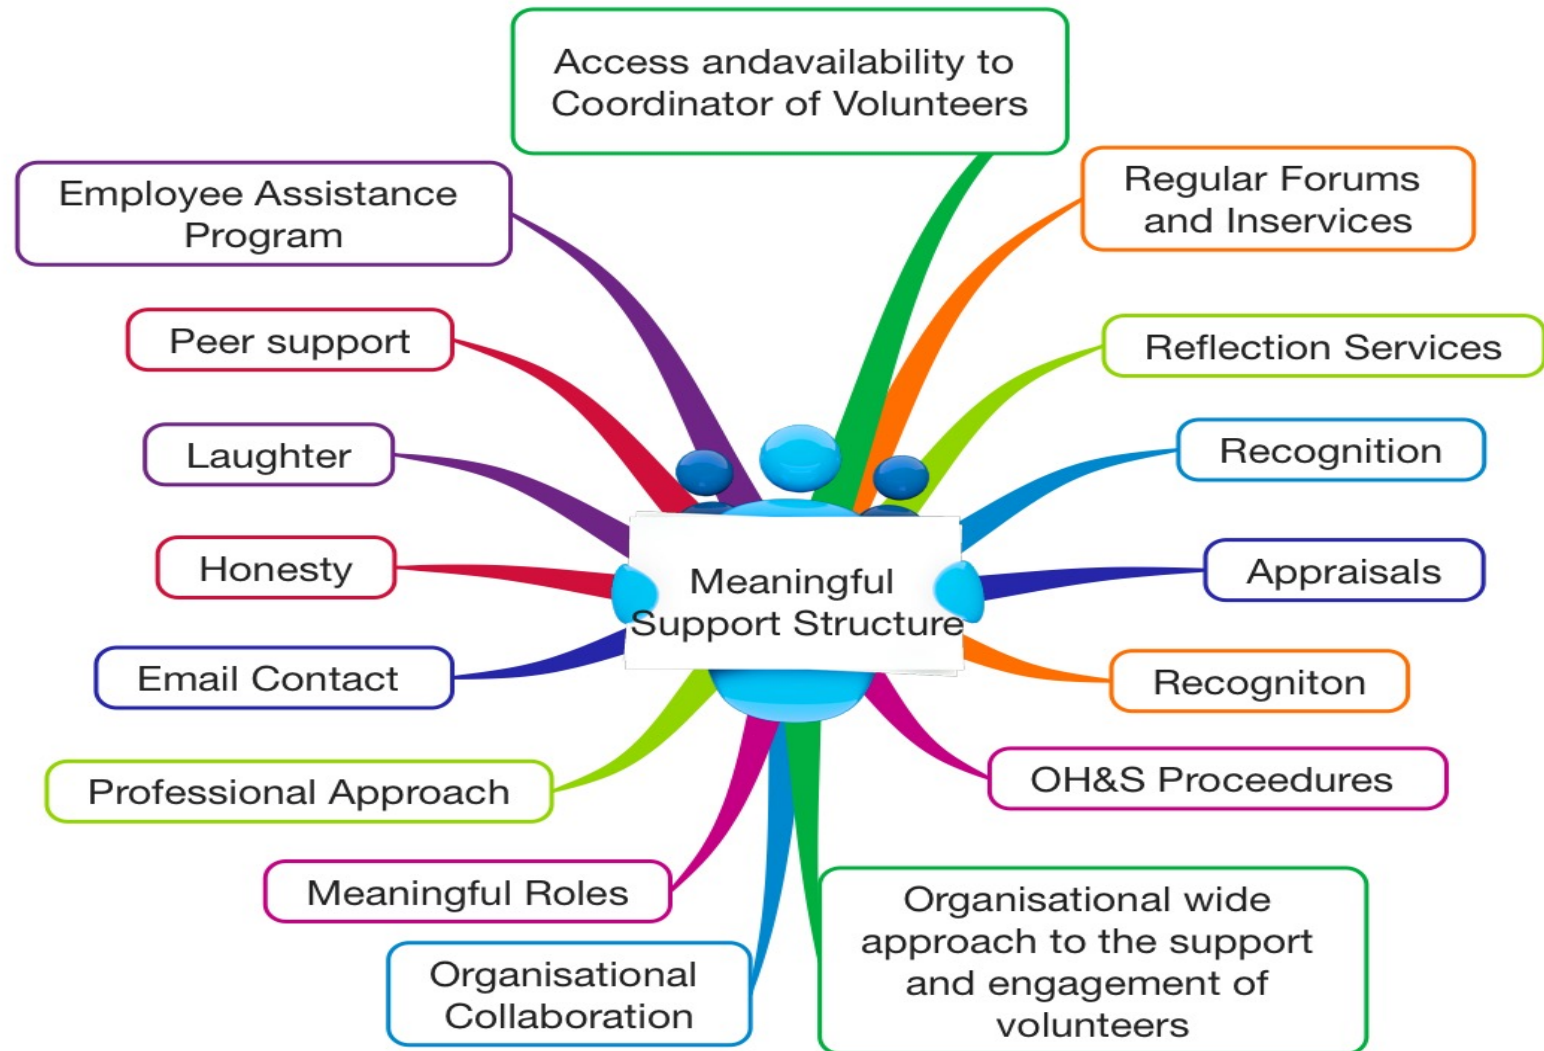 Access andavailability to
Coordinator of Volunteers
Employee Assistance
Program
Regular Forums
and Inservices
Peer support
Reflection Services
Laughter
Recognition
Honesty
Meaningful
Support Structure
Appraisals
Email Contact
Recogniton
Professional Approach
OH&S Proceedures
Meaningful Roles
Organisational
Collaboration
Organisational wide
approach to the support
and engagement of
volunteers